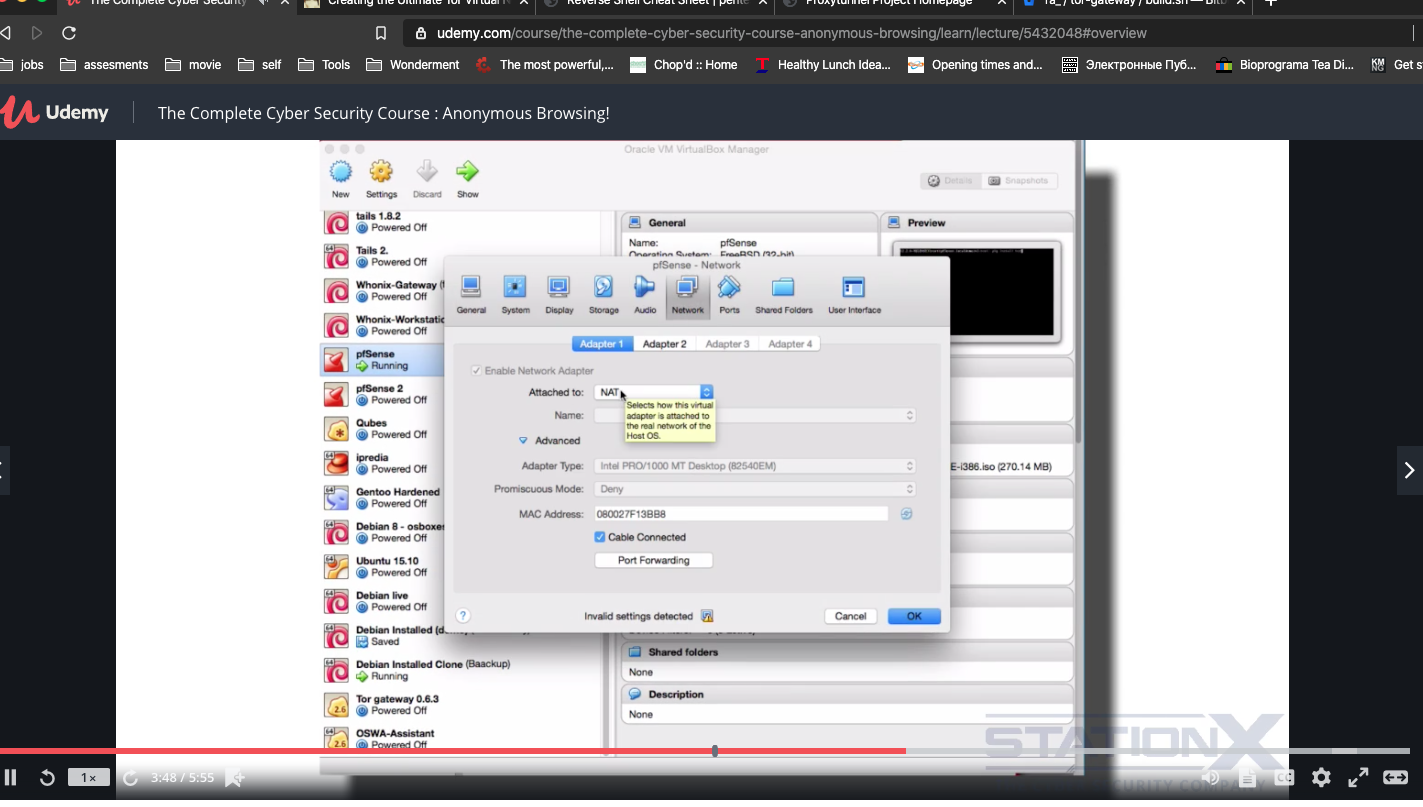 The Complete Cyber Security
Creating the Ultimate Tor Virtual
Reverse Shell Cheat Sheet | pente
Proxytunnel Project Homepage
udemy.com/course/the-complete-cyber-security-course-anonymous-browsing/learn/lecture/5432048#overview
jobs assesments movie self Tools Wonderment The most powerful,... Chop'd :: Home Healthy Lunch Idea... Opening times and... Электронные Пуб... Bioprograma Tea Di... Get s
Udemy The Complete Cyber Security Course : Anonymous Browsing!
Oracle VM VirtualBox Manager
New Settings Discard Show Details Snapshots
tails 1.8.2
Powered Off
Tails 2.
Powered Off
Whonix-Gateway (
Powered Off
Whonix-Workstatic
Powered Off
pfSense
Running
pfSense 2
Powered Off
Qubes
Powered Off
ipredia
Powered Off
Gentoo Hardened
Powered Off
Debian 8 - osboxes
Powered Off
Ubuntu 15.10
Powered Off
Debian live
Powered Off
Debian Installed
Saved
Debian Installed Clone (Baackup)
Running
Tor gateway 0.6.3
Powered Off
OSWA-Assistant
Powered Off
General
Name: pfSense
Operating System: FreeBSD (32-bit)
Preview
pfSense - Network
General System Display Storage Audio Network Ports Shared Folders User Interface
Adapter 1 Adapter 2 Adapter 3 Adapter 4
Enable Network Adapter
Attached to: NAT
Selects how this virtual
adapter is attached to
the real network of the
Host OS.
Name:
Advanced
Adapter Type: Intel PRO/1000 MT Desktop (82540EM)
Promiscuous Mode: Deny
MAC Address: 080027F13BB8
Cable Connected
Port Forwarding
Invalid settings detected Cancel OK
E-i386.iso (270.14 MB)
Shared folders
None
Description
None
STATIONX
CURITY COMPANY
1x 3:48 / 5:55 CC